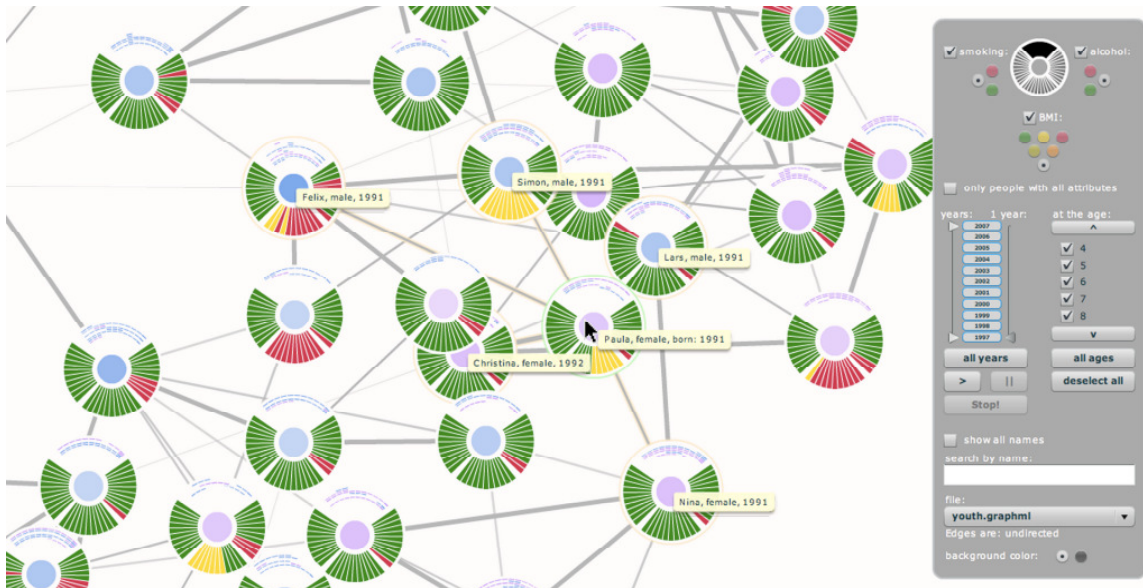 Felix, male, 1991
Simon, male, 1991
Lars, male, 1991
Paula, female, born: 1991
Christina, female, 1992
Nina, female, 1991
smoking:
alcohol:
BMI:
only people with all attributes
years: 1 year:
at the age:
2007
2006
2005
2004
2003
2002
2001
2000
1999
1998
1997
^
4
5
6
7
8
v
all years
all ages
> ||
deselect all
Stop!
show all names
search by name:
file:
youth.graphml
Edges are: undirected
background color: